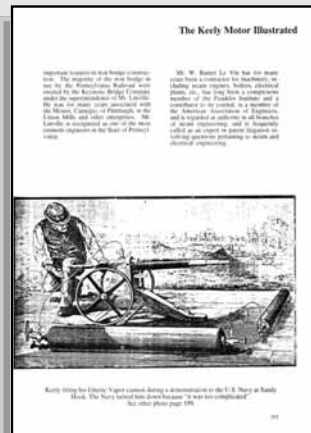 The Keely Motor Illustrated
important features in iron bridge construc-
tion. The majority of the iron bridge in
use by the Pennsylvania Railroad were
erected by the Keystone Bridge Company
under the superintendence of Mr. Linville.
He was for many years associated with
the Messrs. Carnegie, of Pittsburgh, in the
Union Mills and other enterprises. Mr.
Linville is recognized as one of the most
eminent engineers in the State of Pennsyl-
vania.
Mr. W. Barnet Le Van has for many
years been a contractor for machinery, in-
cluding steam engines, boilers, electrical
plants, etc., has long been a conspicuous
member of the Franklin Institute and a
contributor to its journal, is a member of
the American Association of Engineers,
and is regarded as authority in all branches
of steam engineering, and is frequently
called as an expert in patent litigation in-
volving questions pertaining to steam and
electrical engineering.
Keely firing his Etheric Vapor cannon during a demonstration to the U.S. Navy at Sandy
Hook. The Navy turned him down because "it was too complicated".
See other photo page 199.